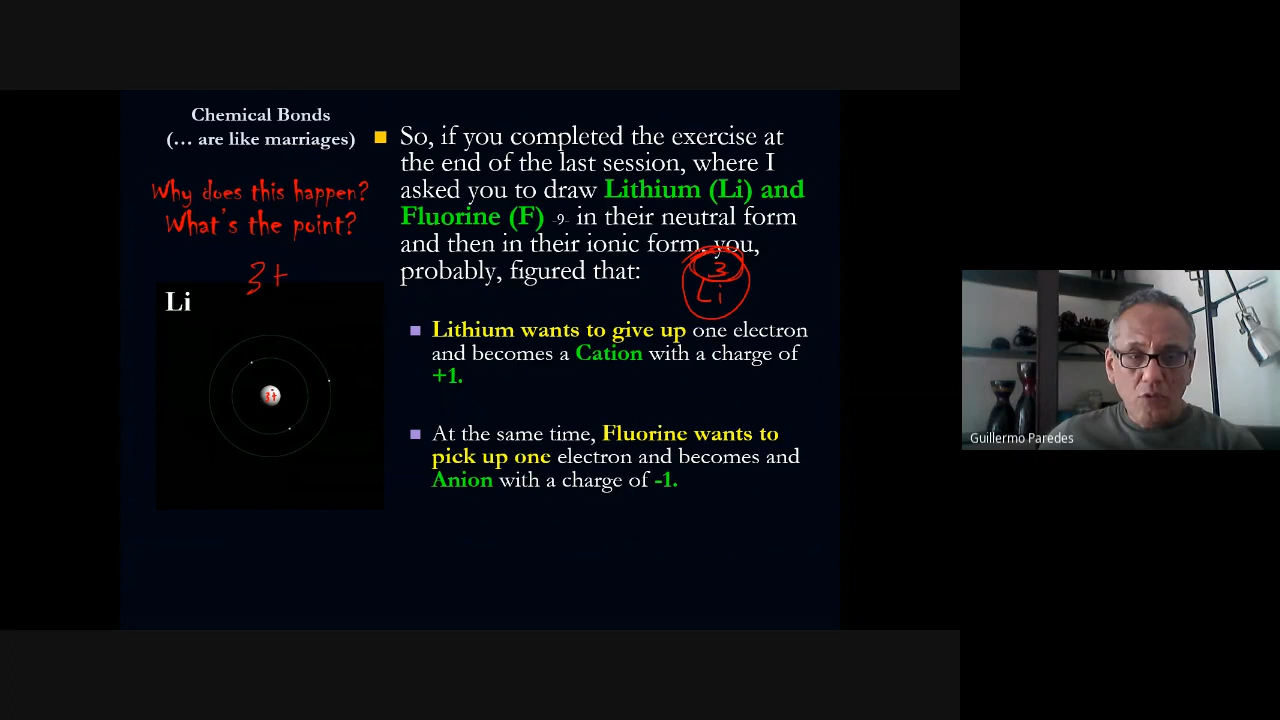 Chemical Bonds
(… are like marriages)
Why does this happen?
What's the point?
3+
Li
3+
So, if you completed the exercise at
the end of the last session, where I
asked you to draw Lithium (Li) and
Fluorine (F) -9- in their neutral form
and then in their ionic form, you,
probably, figured that:
3
Li
Lithium wants to give up one electron
and becomes a Cation with a charge of
+1.
At the same time, Fluorine wants to
pick up one electron and becomes and
Anion with a charge of -1.
Guillermo Paredes